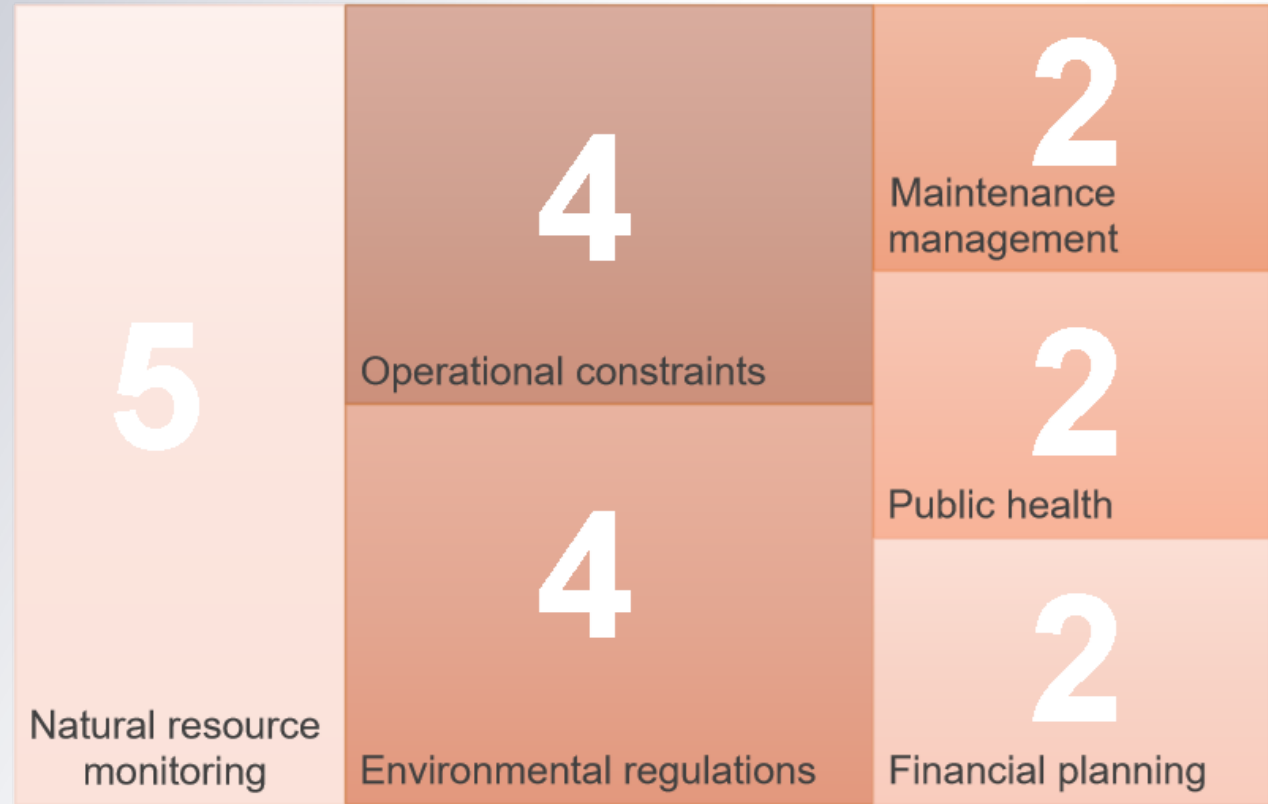 5
Natural resource
monitoring
4
Operational constraints
4
Environmental regulations
2
Maintenance
management
2
Public health
2
Financial planning